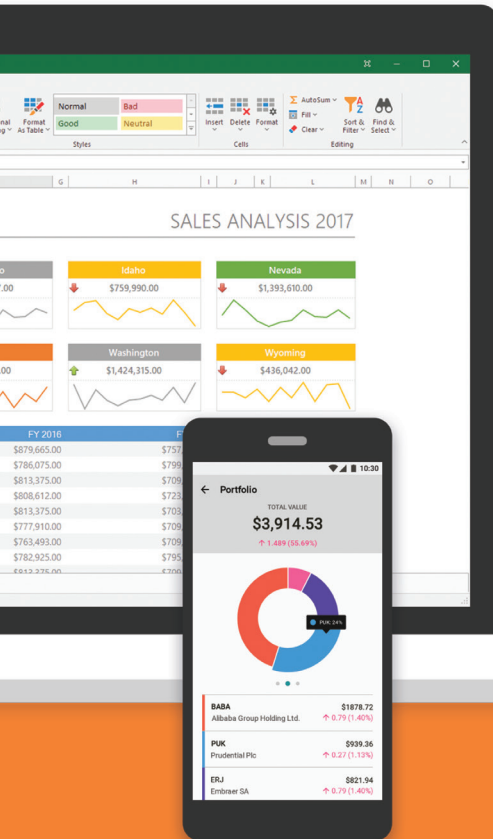 Normal Bad
Good Neutral
Format
As Table
Styles
Insert Delete Format
Cells
AutoSum
Fill
Clear
Sort &
Filter
Find &
Select
Editing
G H I J K L M N O
SALES ANALYSIS 2017
Idaho
$759,990.00
Nevada
$1,393,610.00
Washington
$1,424,315.00
Wyoming
$436,042.00
FY 2016
$879,665.00
$786,075.00
$813,375.00
$808,612.00
$813,375.00
$777,910.00
$763,493.00
$782,925.00
10:30
Portfolio
TOTAL VALUE
$3,914.53
↑ 1.489 (55.69%)
PUK: 24%
BABA $1878.72
Alibaba Group Holding Ltd. ↑ 0.79 (1.40%)
PUK $939.36
Prudential Plc ↑ 0.27 (1.13%)
ERJ $821.94
Embraer SA ↑ 0.79 (1.40%)